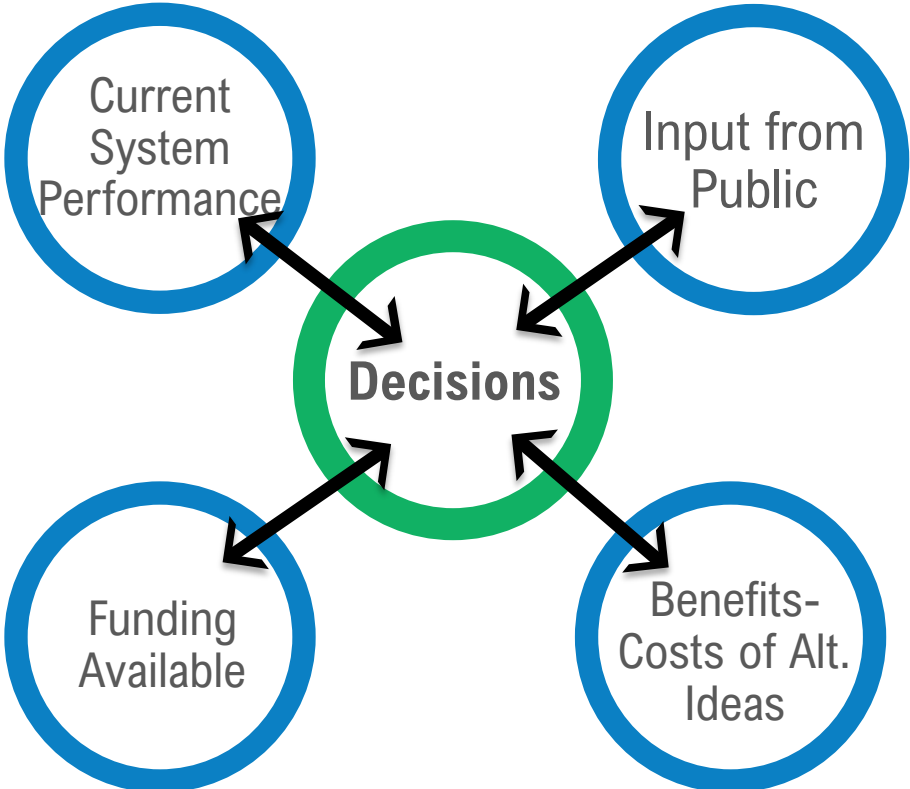 Current
System
Performance
Input from
Public
Decisions
Funding
Available
Benefits-
Costs of Alt.
Ideas